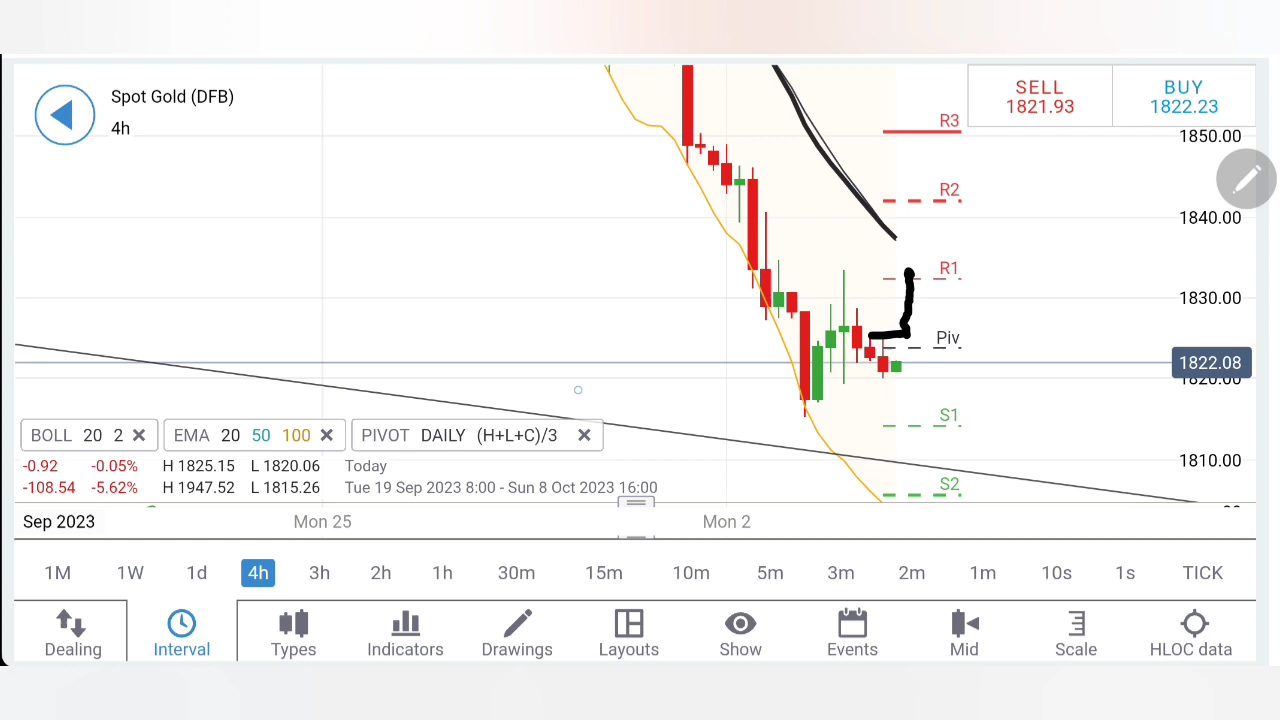 Spot Gold (DFB)
4h
SELL
1821.93
BUY
1822.23
R3
1850.00
R2
1840.00
R1
1830.00
Piv
1822.08
1820.00
S1
BOLL 20 2 ✕ EMA 20 50 100 ✕ PIVOT DAILY (H+L+C)/3 ✕
1810.00
-0.92 -0.05% H 1825.15 L 1820.06 Today
-108.54 -5.62% H 1947.52 L 1815.26 Tue 19 Sep 2023 8:00 - Sun 8 Oct 2023 16:00
S2
Sep 2023 Mon 25 Mon 2
1M 1W 1d 4h 3h 2h 1h 30m 15m 10m 5m 3m 2m 1m 10s 1s TICK
Dealing Interval Types Indicators Drawings Layouts Show Events Mid Scale HLOC data